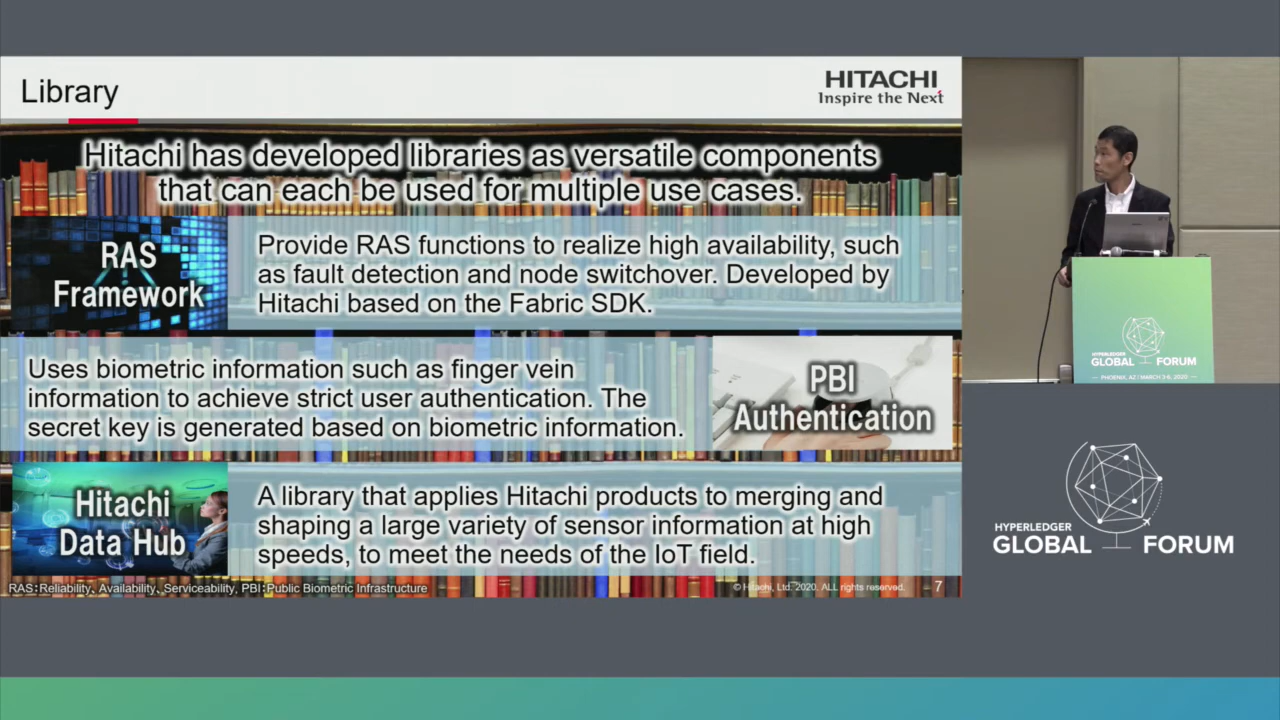 Library
HITACHI
Inspire the Next
Hitachi has developed libraries as versatile components
that can each be used for multiple use cases.
RAS
Framework
Provide RAS functions to realize high availability, such
as fault detection and node switchover. Developed by
Hitachi based on the Fabric SDK.
Uses biometric information such as finger vein
information to achieve strict user authentication. The
secret key is generated based on biometric information.
PBI
Authentication
Hitachi
Data Hub
A library that applies Hitachi products to merging and
shaping a large variety of sensor information at high
speeds, to meet the needs of the IoT field.
RAS:Reliability、Availability、Serviceability, PBI:Public Biometric Infrastructure
© Hitachi, Ltd. 2020. ALL rights reserved.
7
HYPERLEDGER
GLOBAL FORUM
PHOENIX, AZ | MARCH 3-6, 2020
HYPERLEDGER
GLOBAL FORUM